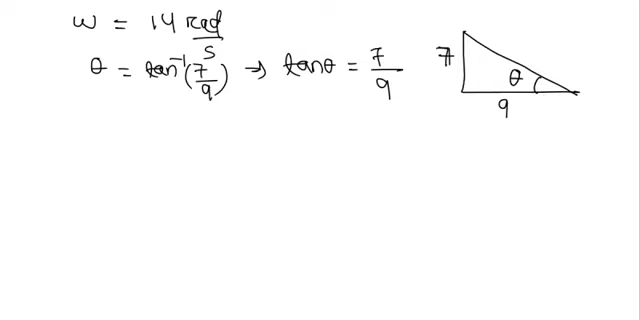 ω = 14 rad/s
θ = tan⁻¹(7/9) → tanθ = 7/9
7
θ
9